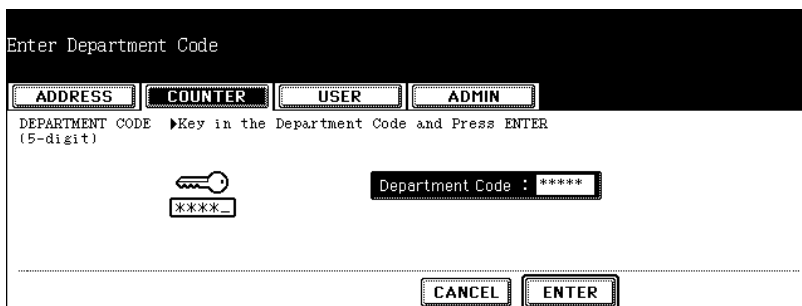 Enter Department Code
ADDRESS COUNTER USER ADMIN
DEPARTMENT CODE ▶Key in the Department Code and Press ENTER
(5-digit)
Department Code : *****
****_
CANCEL ENTER